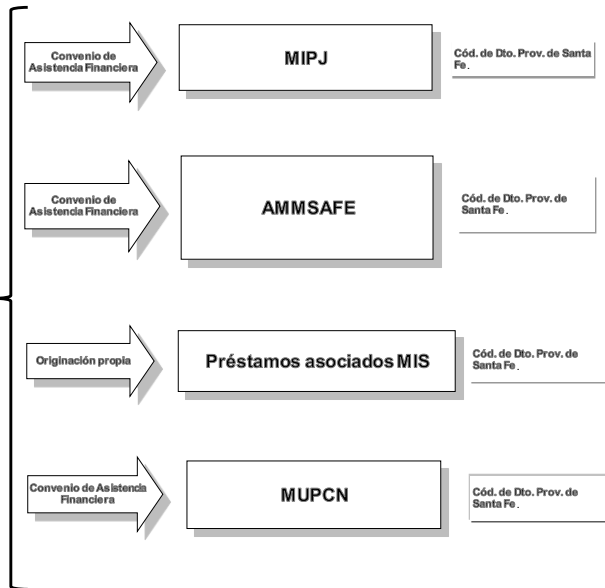 Convenio de
Asistencia Financiera
MIPJ
Cód. de Dto. Prov. de Santa
Fe.
Convenio de
Asistencia Financiera
AMMSAFE
Cód. de Dto. Prov. de
Santa Fe.
Originación propia
Préstamos asociados MIS
Cód. de Dto. Prov. de
Santa Fe.
Convenio de Asistencia
Financiera
MUPCN
Cód. de Dto. Prov. de
Santa Fe.